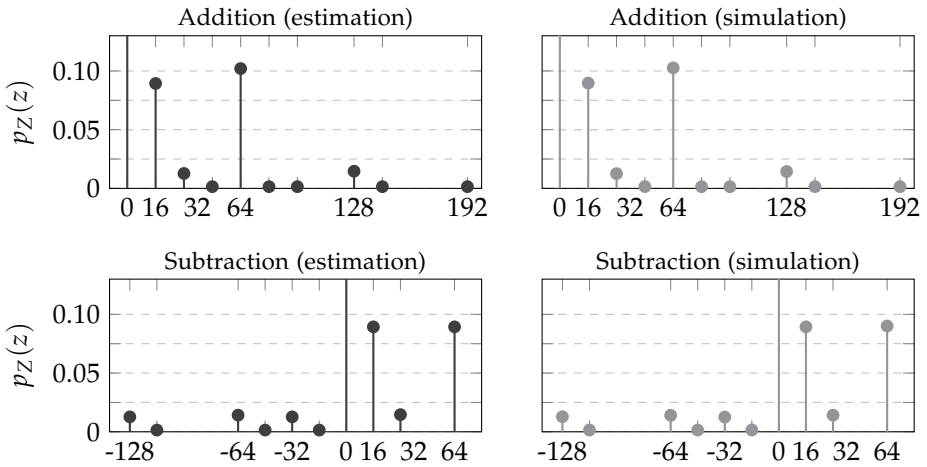 Addition (estimation)
Addition (simulation)
0.10
0.05
0
p_Z(z)
0 16 32 64 128 192
0 16 32 64 128 192
Subtraction (estimation)
Subtraction (simulation)
0.10
0.05
0
p_Z(z)
-128 -64 -32 0 16 32 64
-128 -64 -32 0 16 32 64